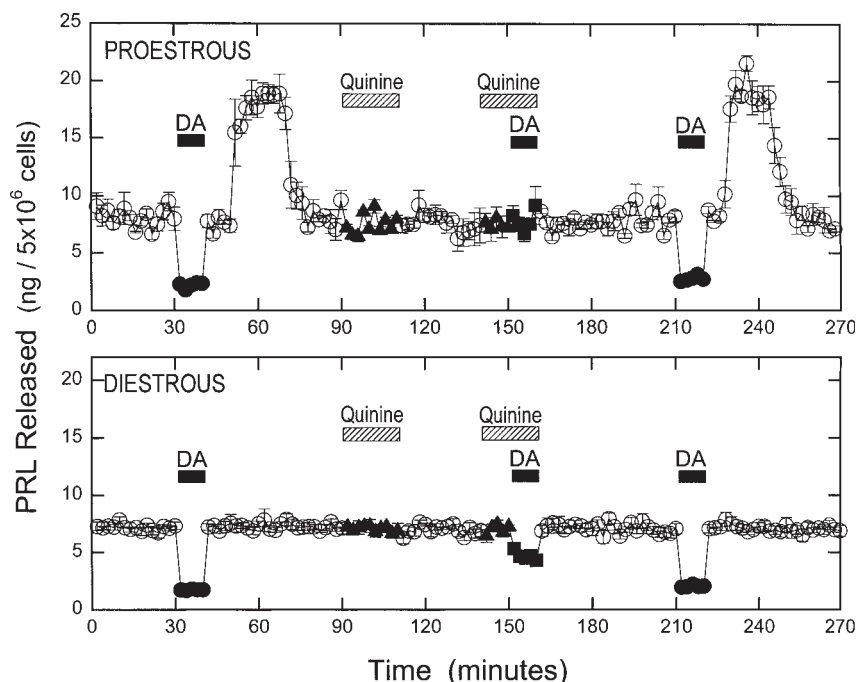 PROESTROUS
25
20
15
10
5
0
Quinine
Quinine
DA
DA
DA
0 30 60 90 120 150 180 210 240 270
DIESTROUS
20
15
10
5
0
Quinine
Quinine
DA
DA
DA
0 30 60 90 120 150 180 210 240 270
PRL Released (ng / 5x10⁶ cells)
Time (minutes)